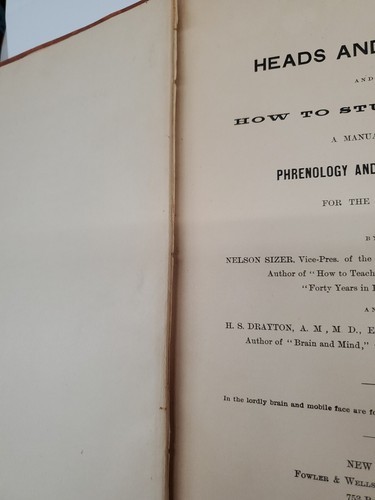 HEADS AND
AND
HOW TO STU
A MANUA
PHRENOLOGY AND
FOR THE
BY
NELSON SIZER, Vice-Pres. of the
Author of "How to Teach
"Forty Years in
AN
H. S. DRAYTON, A. M., M. D., E
Author of "Brain and Mind,"
In the lordly brain and mobile face are fo
NEW
FOWLER & WELLS